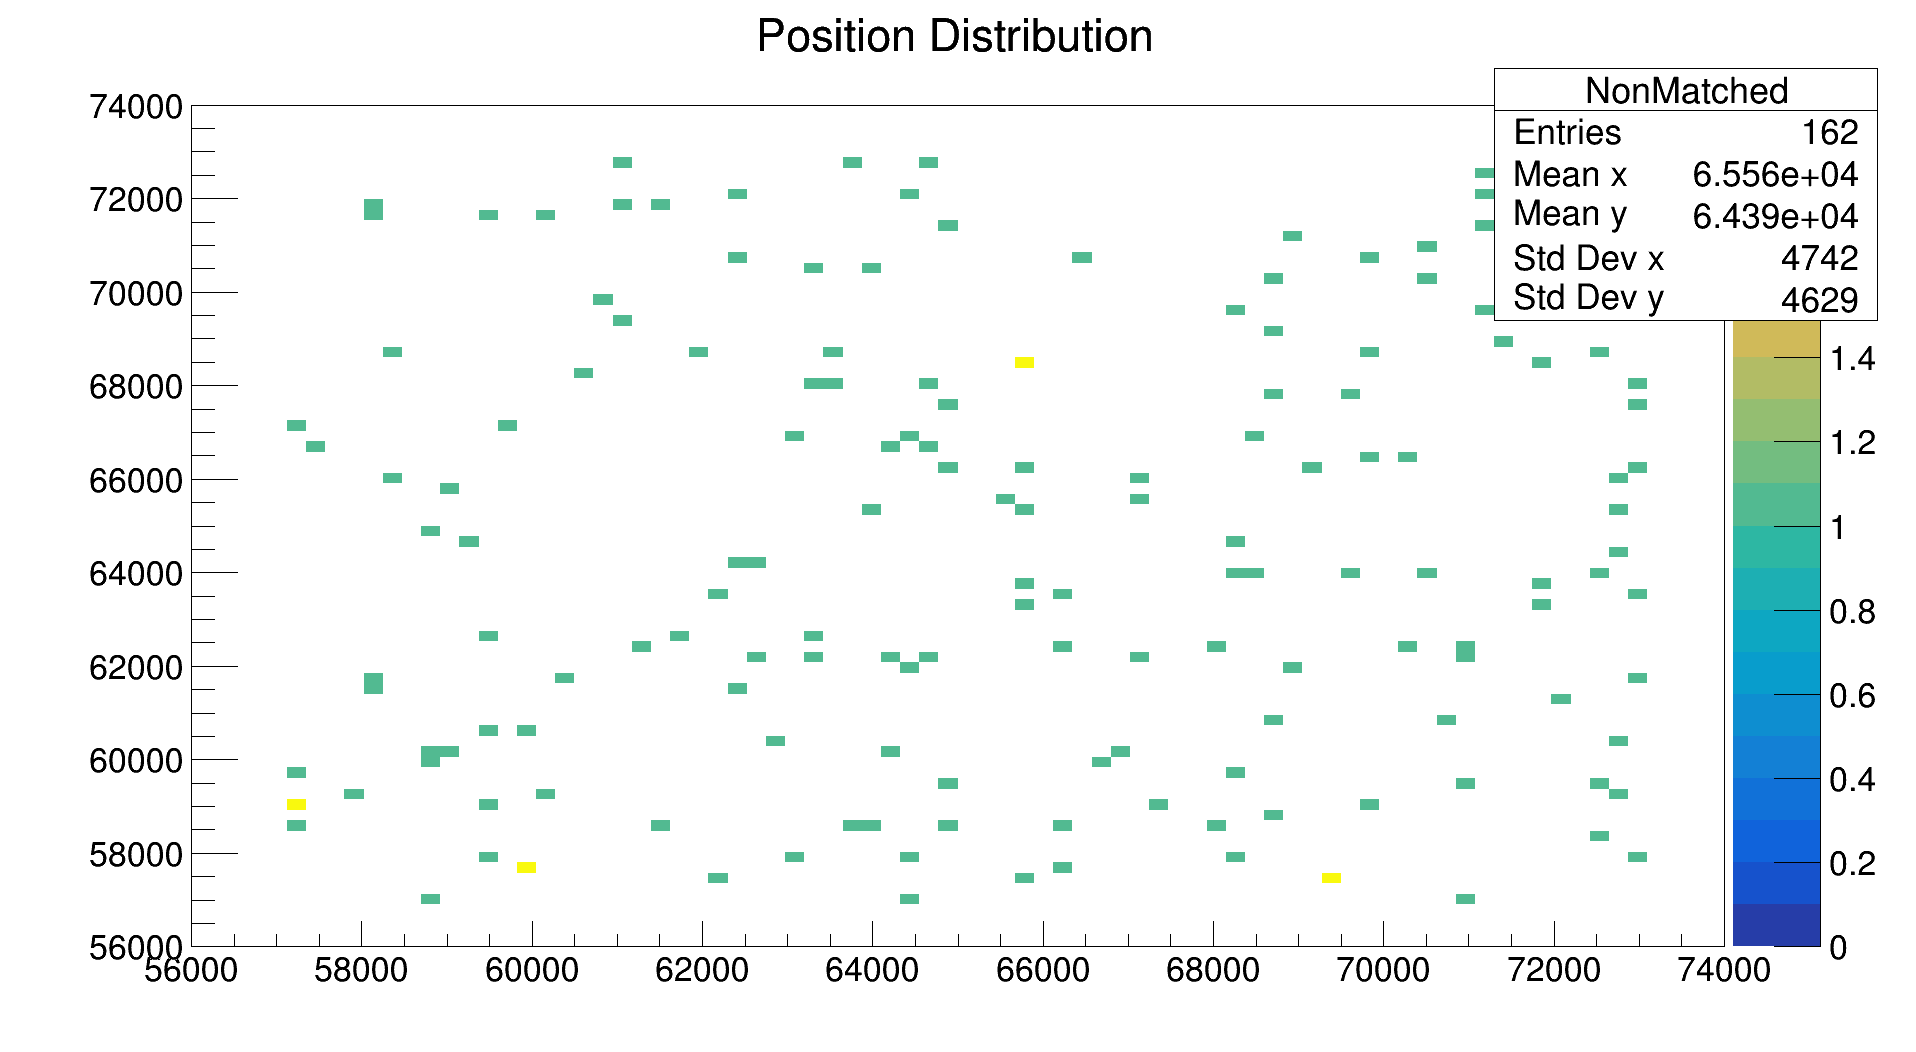 Position Distribution
NonMatched
Entries 162
Mean x 6.556e+04
Mean y 6.439e+04
Std Dev x 4742
Std Dev y 4629
74000
72000
70000
68000
66000
64000
62000
60000
58000
56000
56000 58000 60000 62000 64000 66000 68000 70000 72000 74000
1.4
1.2
1
0.8
0.6
0.4
0.2
0